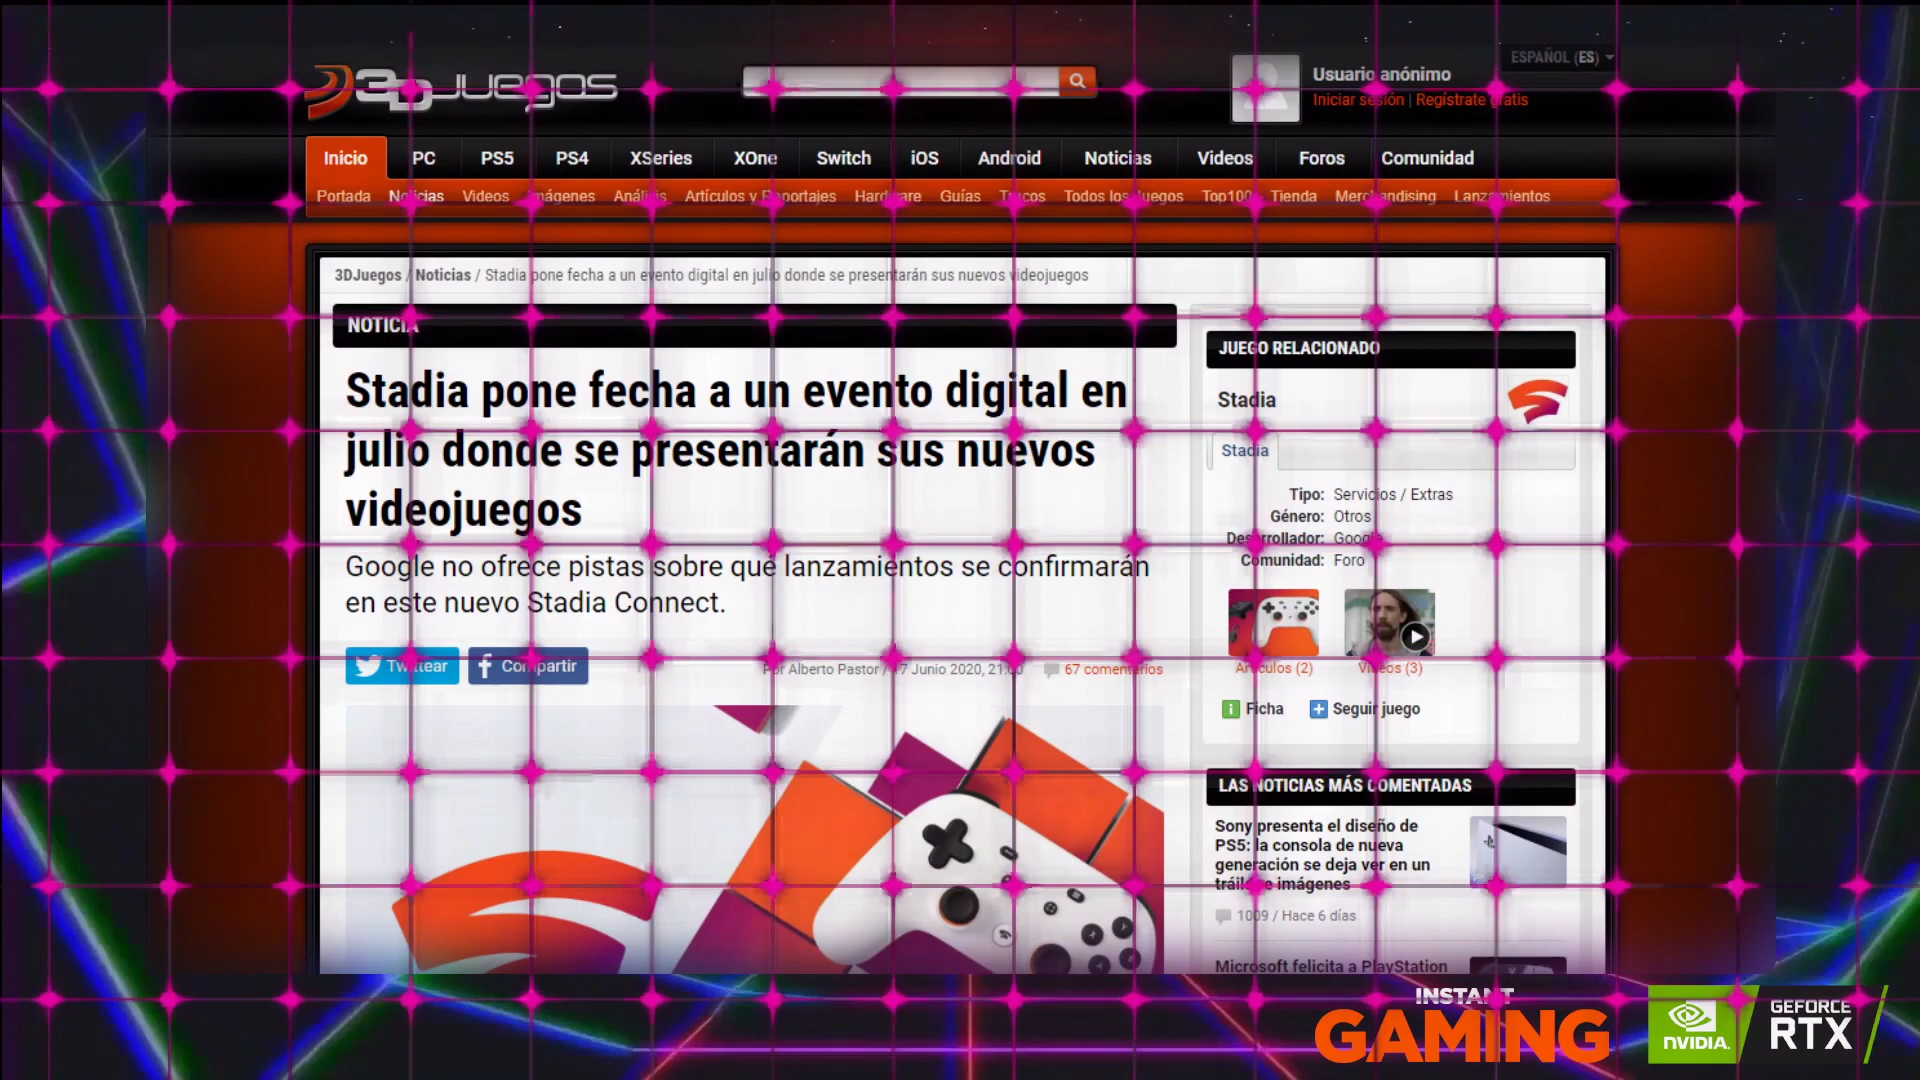 3DJUEGOS
ESPAÑOL (ES)
Usuario anónimo
Iniciar sesión | Regístrate gratis
Inicio PC PS5 PS4 XSeries XOne Switch iOS Android Noticias Videos Foros Comunidad
Portada Noticias Videos Imágenes Análisis Artículos y Reportajes Hardware Guías Trucos Todos los Juegos Top100 Tienda Merchandising Lanzamientos
3DJuegos / Noticias / Stadia pone fecha a un evento digital en julio donde se presentarán sus nuevos videojuegos
NOTICIA
Stadia pone fecha a un evento digital en
julio donde se presentarán sus nuevos
videojuegos
Google no ofrece pistas sobre qué lanzamientos se confirmarán
en este nuevo Stadia Connect.
Twittear
Compartir
Por Alberto Pastor / 17 Junio 2020, 21:00
67 comentarios
JUEGO RELACIONADO
Stadia
Stadia
Tipo: Servicios / Extras
Género: Otros
Desarrollador: Google
Comunidad: Foro
Artículos (2)
Vídeos (3)
Ficha
Seguir juego
LAS NOTICIAS MÁS COMENTADAS
Sony presenta el diseño de
PS5: la consola de nueva
generación se deja ver en un
tráiler e imágenes
1009 / Hace 6 días
Microsoft felicita a PlayStation
INSTANT
GAMING
NVIDIA.
GEFORCE
RTX